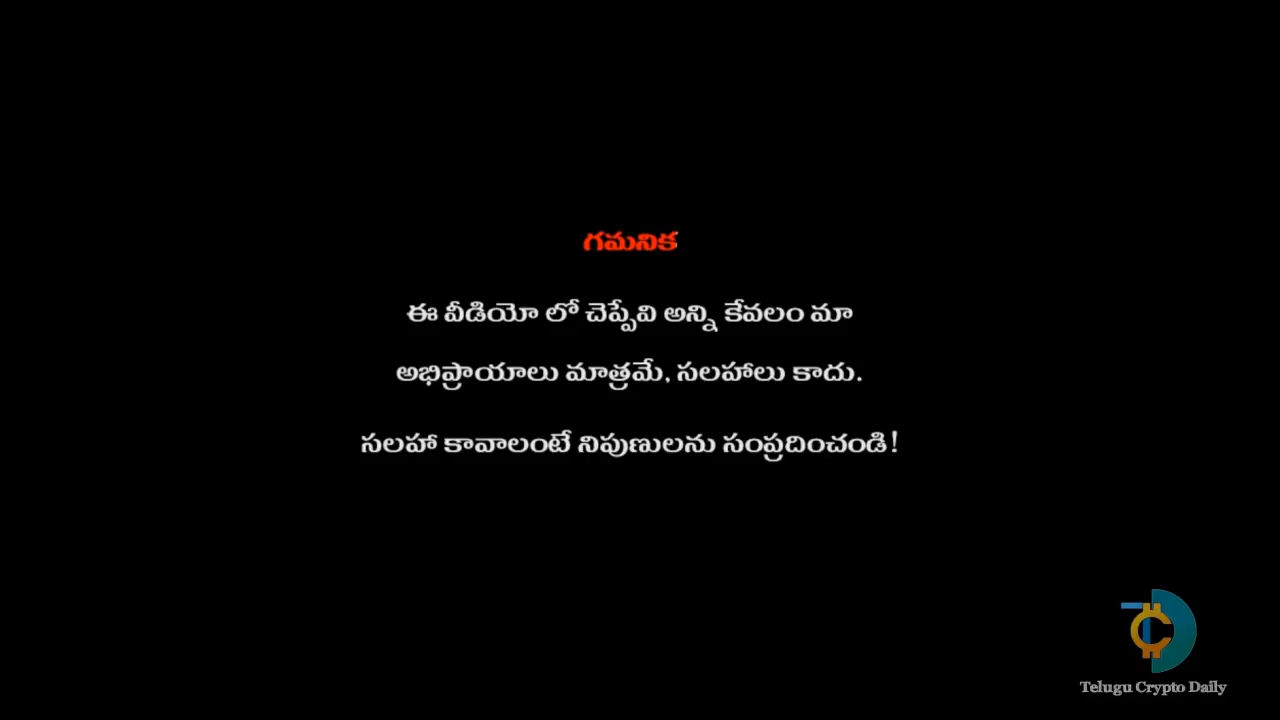 గమనిక
ఈ వీడియో లో చెప్పేవి అన్ని కేవలం మా
అభిప్రాయాలు మాత్రమే, సలహాలు కాదు.
సలహా కావాలంటే నిపుణులను సంప్రదించండి!
Telugu Crypto Daily